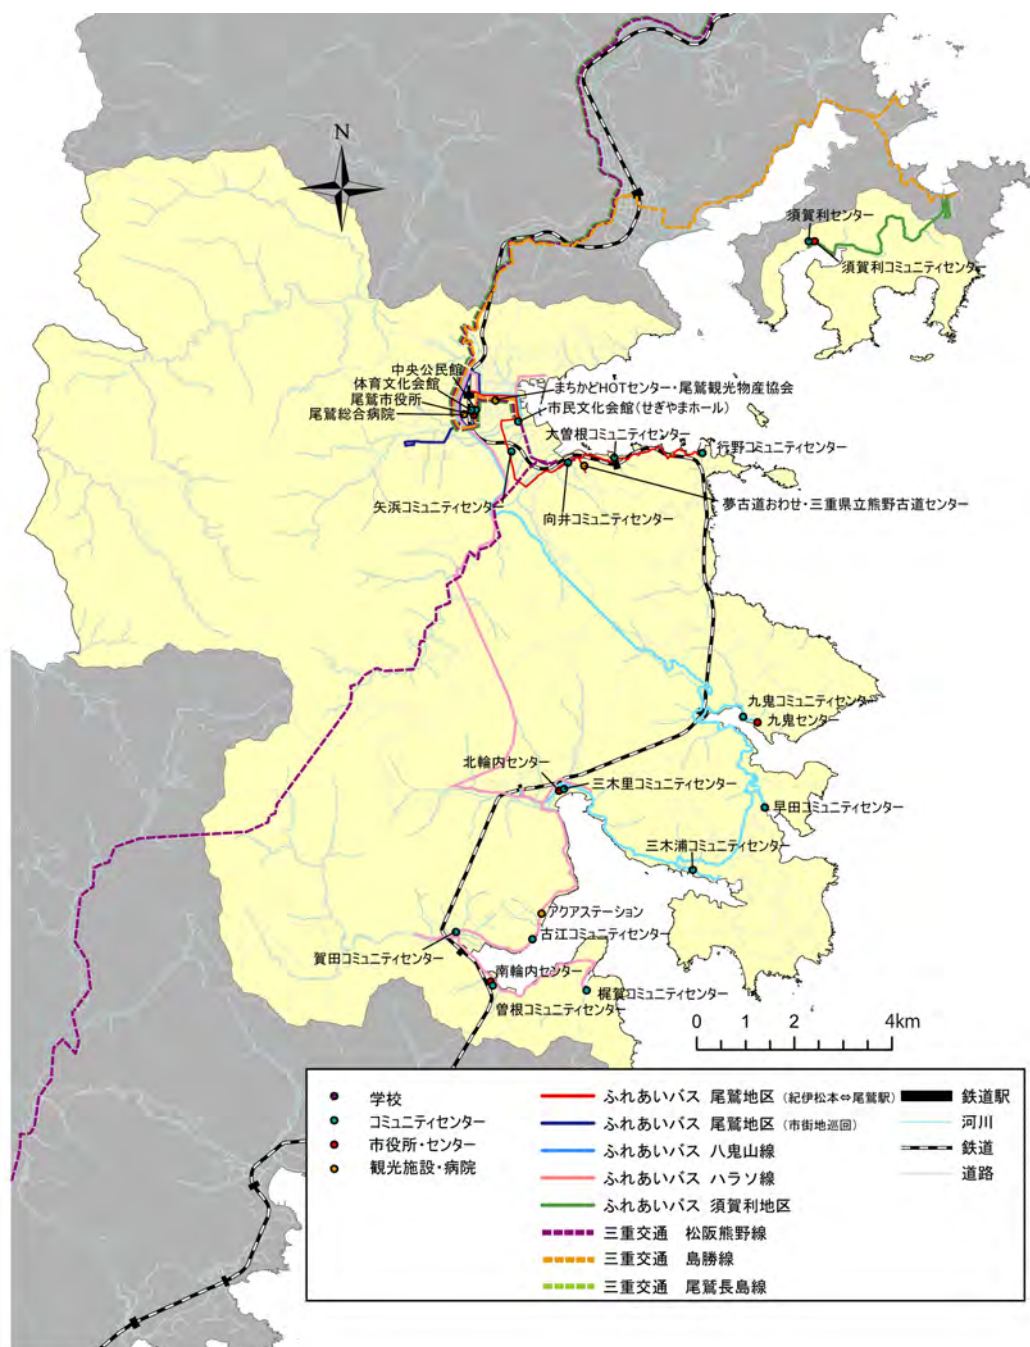 N
須賀利センター
須賀利コミュニティセンター
中央公民館
体育文化会館
尾鷲市役所
尾鷲総合病院
まちかどHOTセンター・尾鷲観光物産協会
市民文化会館(せぎやまホール)
大曽根コミュニティセンター
行野コミュニティセンター
矢浜コミュニティセンター
向井コミュニティセンター
夢古道おわせ・三重県立熊野古道センター
九鬼コミュニティセンター
九鬼センター
北輪内センター
三木里コミュニティセンター
早田コミュニティセンター
三木浦コミュニティセンター
アクアステーション
古江コミュニティセンター
賀田コミュニティセンター
南輪内センター
曽根コミュニティセンター
梶賀コミュニティセンター
0 2 4km
学校
コミュニティセンター
市役所・センター
観光施設・病院
ふれあいバス 尾鷲地区 (紀伊松本⇔尾鷲駅)
ふれあいバス 尾鷲地区 (市街地巡回)
ふれあいバス 八鬼山線
ふれあいバス ハラソ線
ふれあいバス 須賀利地区
三重交通 松阪熊野線
三重交通 島勝線
三重交通 尾鷲長島線
鉄道駅
河川
鉄道
道路